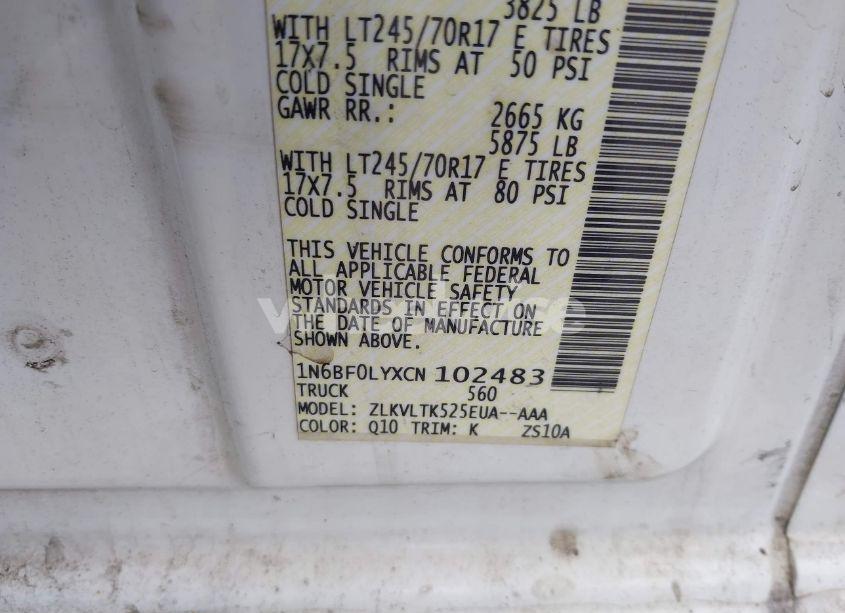 3825 LB
WITH LT245/70R17 E TIRES
17X7.5 RIMS AT 50 PSI
COLD SINGLE
GAWR RR.: 2665 KG
5875 LB
WITH LT245/70R17 E TIRES
17X7.5 RIMS AT 80 PSI
COLD SINGLE
THIS VEHICLE CONFORMS TO
ALL APPLICABLE FEDERAL
MOTOR VEHICLE SAFETY
STANDARDS IN EFFECT ON
THE DATE OF MANUFACTURE
SHOWN ABOVE.
1N6BF0LYXCN 102483
TRUCK 560
MODEL: ZLKVLTK525EUA--AAA
COLOR: Q10 TRIM: K ZS10A